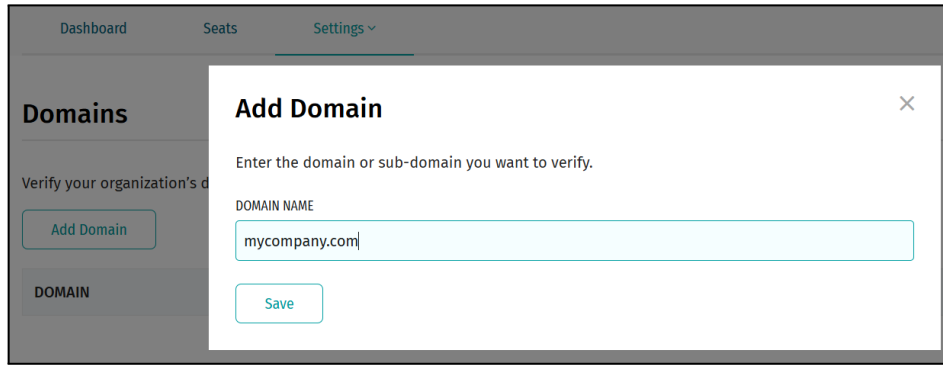 Dashboard Seats Settings
Domains
Add Domain
Enter the domain or sub-domain you want to verify.
Verify your organization’s d
DOMAIN NAME
Add Domain
mycompany.com
DOMAIN
Save